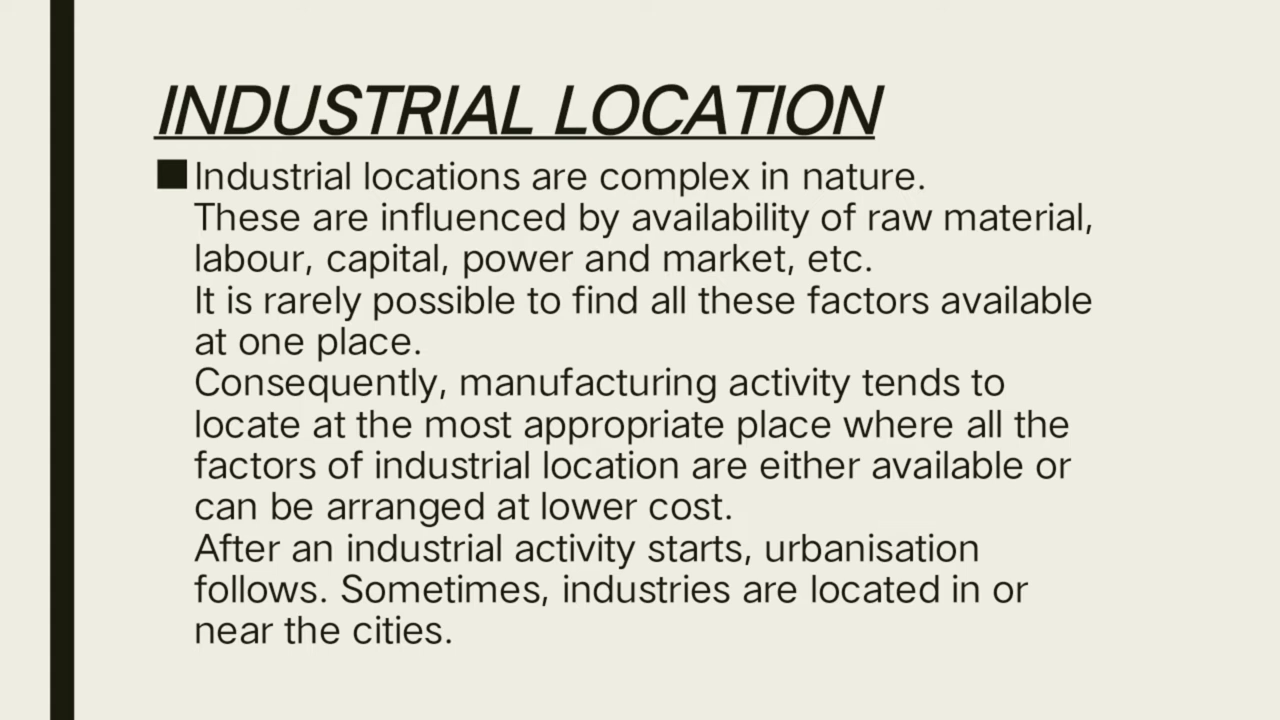 INDUSTRIAL LOCATION
■Industrial locations are complex in nature.
These are influenced by availability of raw material,
labour, capital, power and market, etc.
It is rarely possible to find all these factors available
at one place.
Consequently, manufacturing activity tends to
locate at the most appropriate place where all the
factors of industrial location are either available or
can be arranged at lower cost.
After an industrial activity starts, urbanisation
follows. Sometimes, industries are located in or
near the cities.